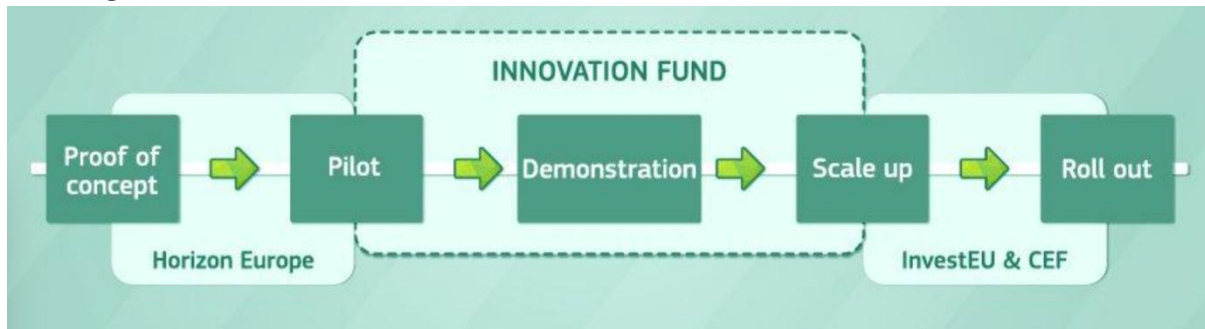 INNOVATION FUND
Proof of
concept
Pilot
Demonstration
Scale up
Roll out
Horizon Europe
InvestEU & CEF